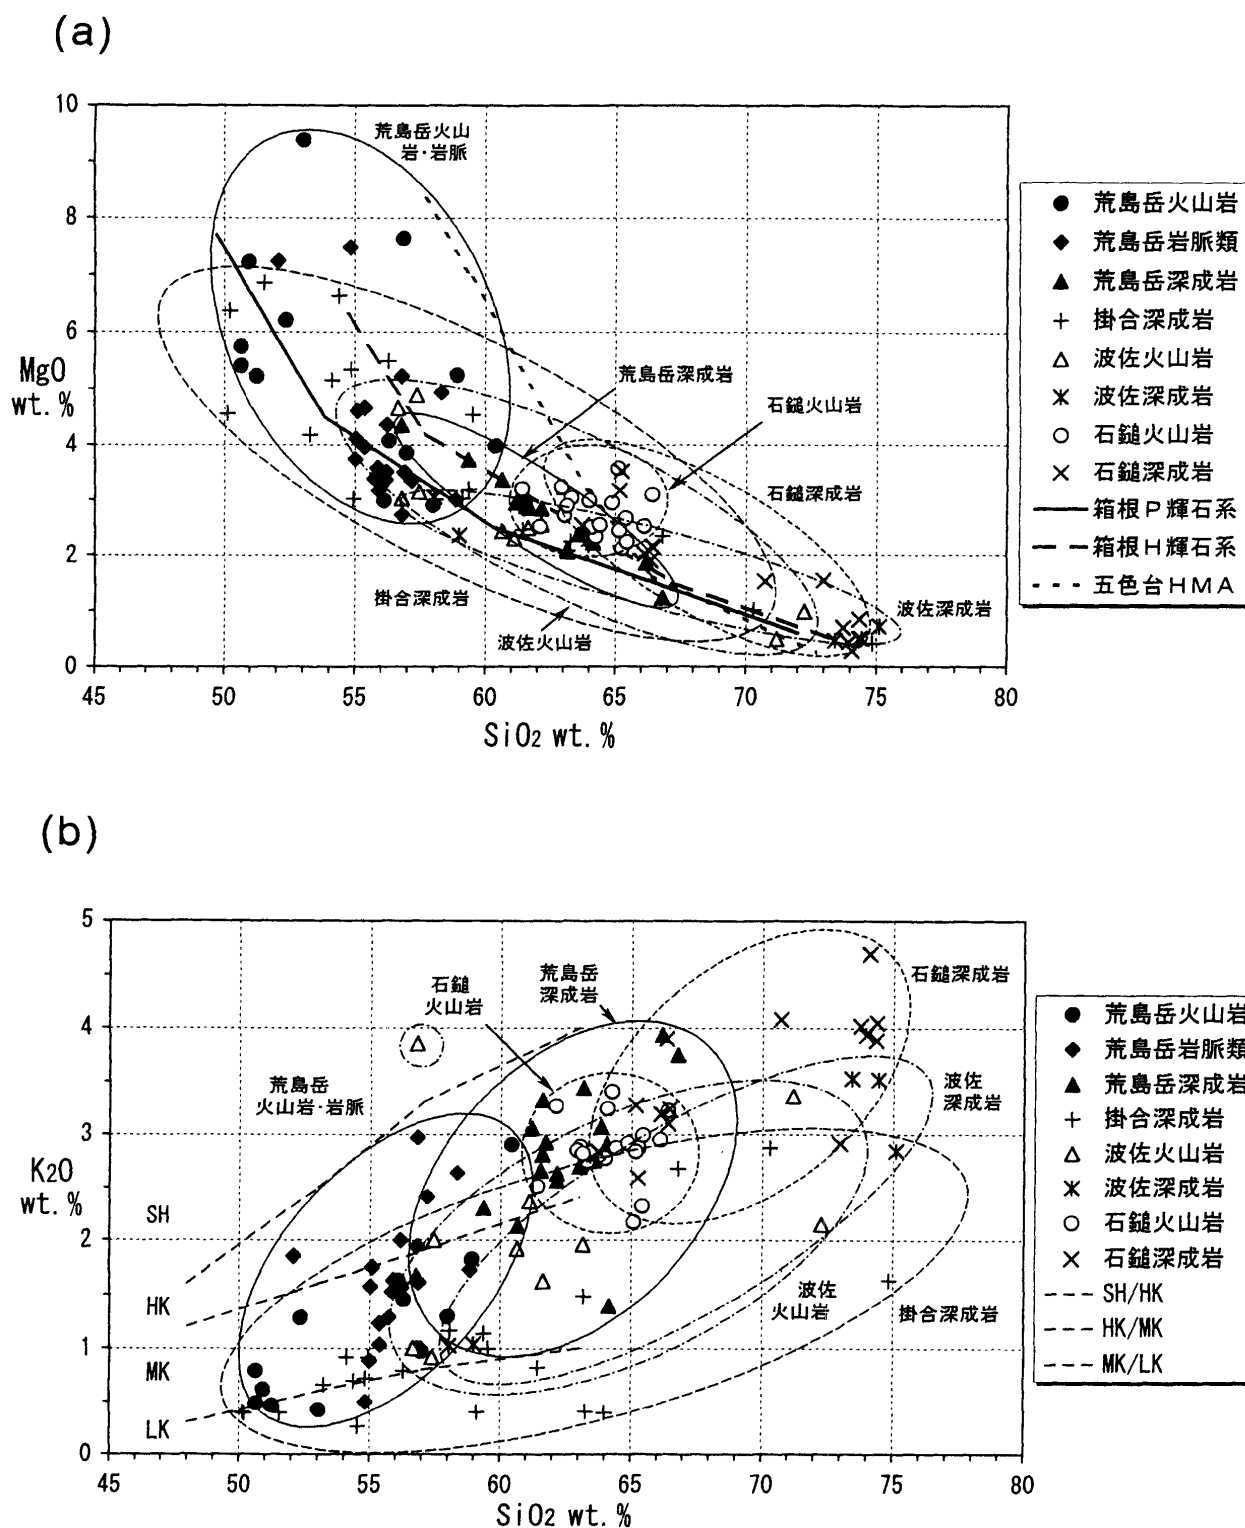 (a)
10
8
6
4
2
0
MgO
wt.%
45
50
55
60
65
70
75
80
SiO2 wt.%
荒島岳火山
岩・岩脈
荒島岳深成岩
石鎚火山岩
石鎚深成岩
掛合深成岩
波佐火山岩
波佐深成岩
荒島岳火山岩
荒島岳岩脈類
荒島岳深成岩
掛合深成岩
波佐火山岩
波佐深成岩
石鎚火山岩
石鎚深成岩
箱根P輝石系
箱根H輝石系
五色台HMA
(b)
5
4
3
2
1
0
K2O
wt.%
45
50
55
60
65
70
75
80
SiO2 wt.%
石鎚
火山岩
荒島岳
深成岩
石鎚深成岩
荒島岳
火山岩・岩脈
波佐
深成岩
SH
HK
MK
LK
波佐
火山岩
掛合深成岩
荒島岳火山岩
荒島岳岩脈類
荒島岳深成岩
掛合深成岩
波佐火山岩
波佐深成岩
石鎚火山岩
石鎚深成岩
SH/HK
HK/MK
MK/LK